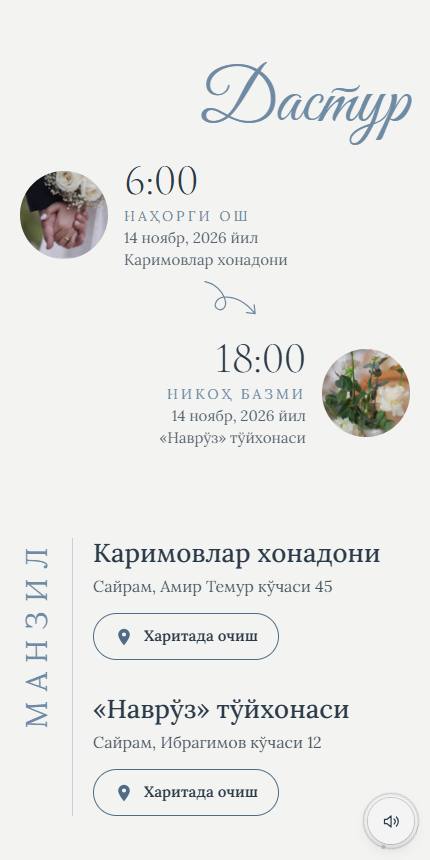 Дастур
6:00
НАҲОРГИ ОШ
14 ноябр, 2026 йил
Каримовлар хонадони
18:00
НИКОҲ БАЗМИ
14 ноябр, 2026 йил
«Наврўз» тўйхонаси
МАНЗИЛ
Каримовлар хонадони
Сайрам, Амир Темур кўчаси 45
Харитада очиш
«Наврўз» тўйхонаси
Сайрам, Ибрагимов кўчаси 12
Харитада очиш